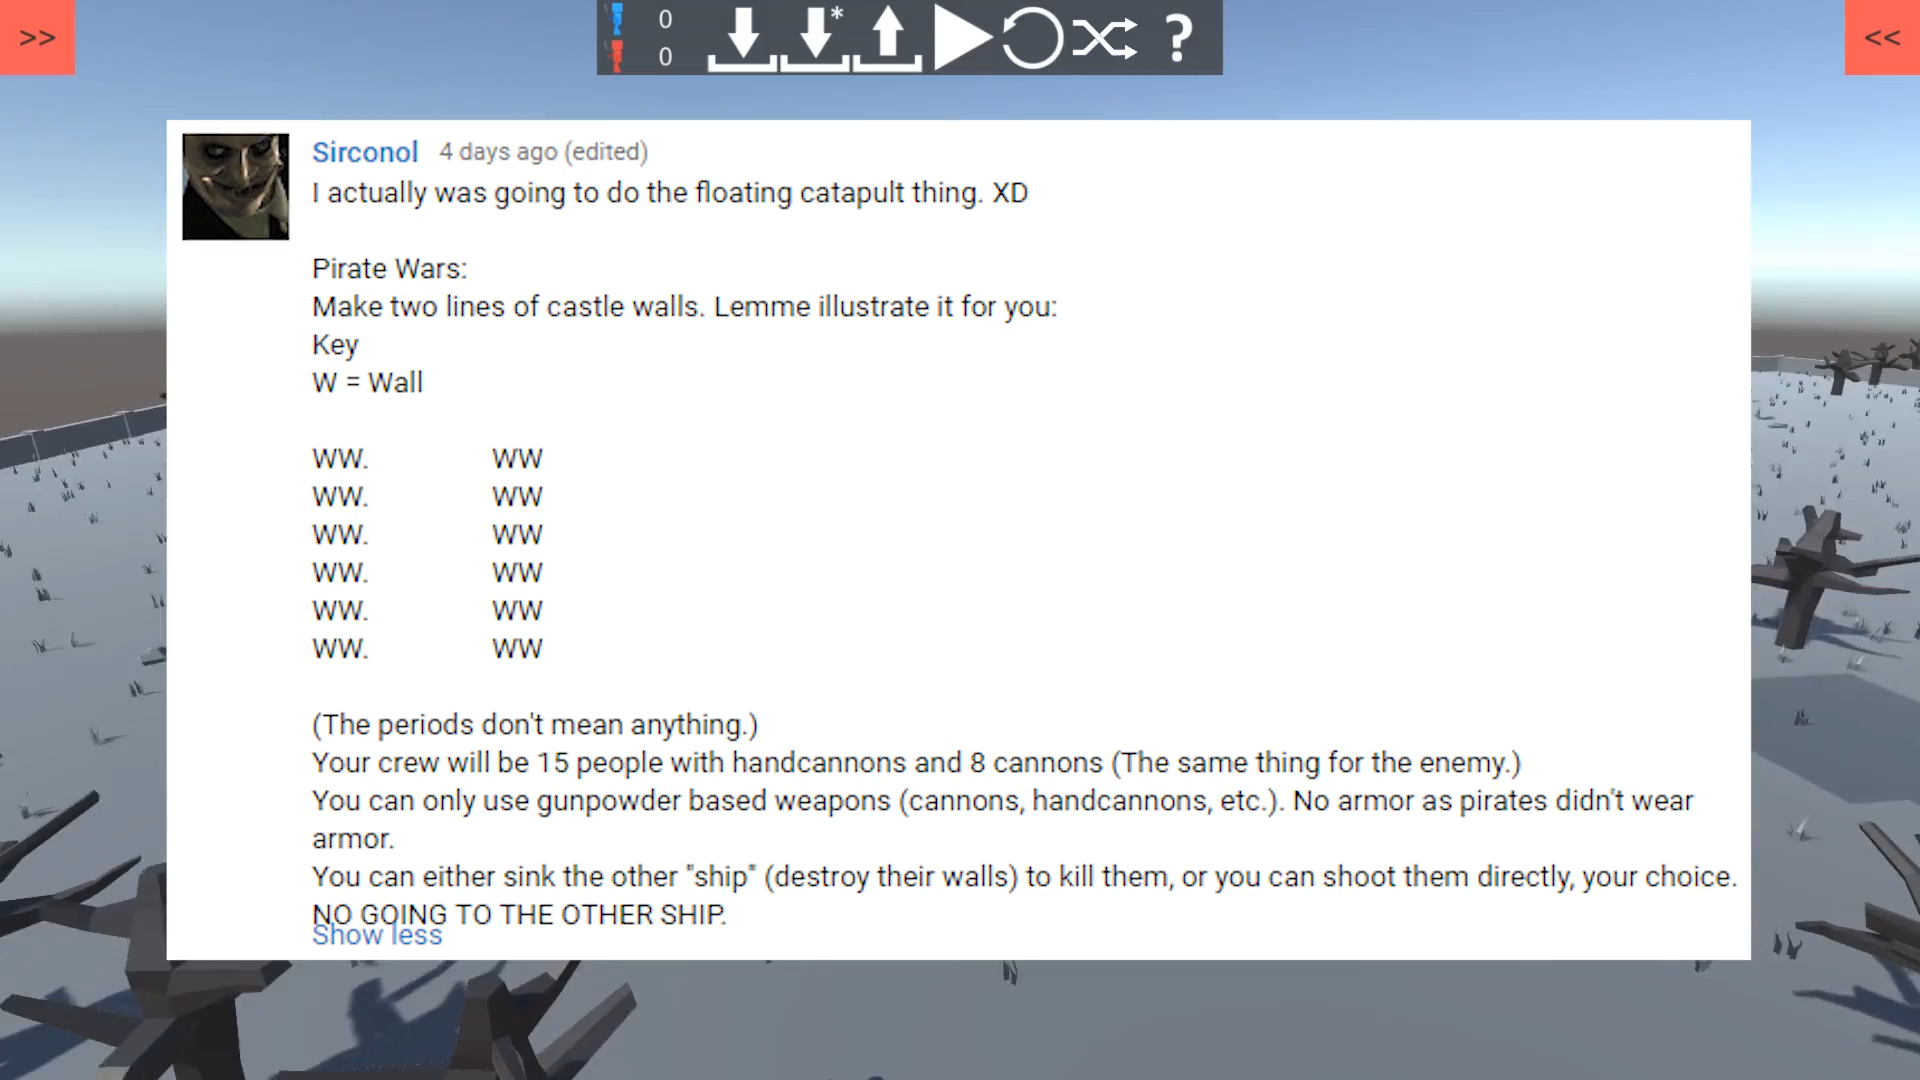 >>
0
0
*
?
<<
Sirconol 4 days ago (edited)
I actually was going to do the floating catapult thing. XD
Pirate Wars:
Make two lines of castle walls. Lemme illustrate it for you:
Key
W = Wall
WW. WW
WW. WW
WW. WW
WW. WW
WW. WW
WW. WW
(The periods don't mean anything.)
Your crew will be 15 people with handcannons and 8 cannons (The same thing for the enemy.)
You can only use gunpowder based weapons (cannons, handcannons, etc.). No armor as pirates didn't wear
armor.
You can either sink the other "ship" (destroy their walls) to kill them, or you can shoot them directly, your choice.
NO GOING TO THE OTHER SHIP.
Show less